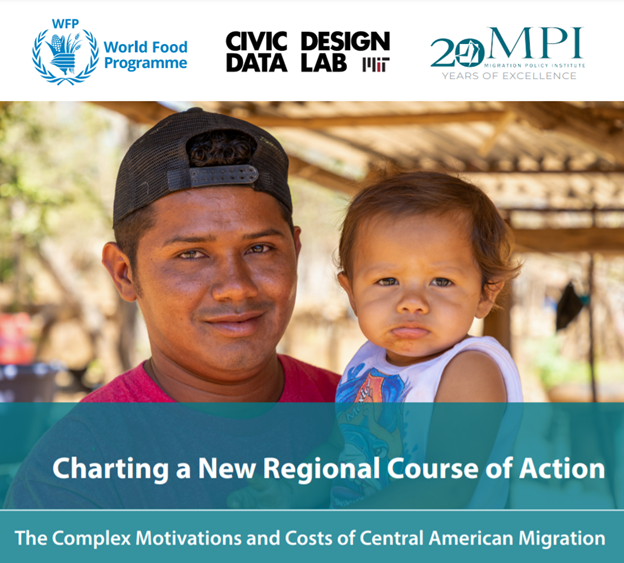 WFP
World Food
Programme
CIVIC DESIGN
DATA LAB MIT
20 MPI
MIGRATION POLICY INSTITUTE
YEARS OF EXCELLENCE
Charting a New Regional Course of Action
The Complex Motivations and Costs of Central American Migration